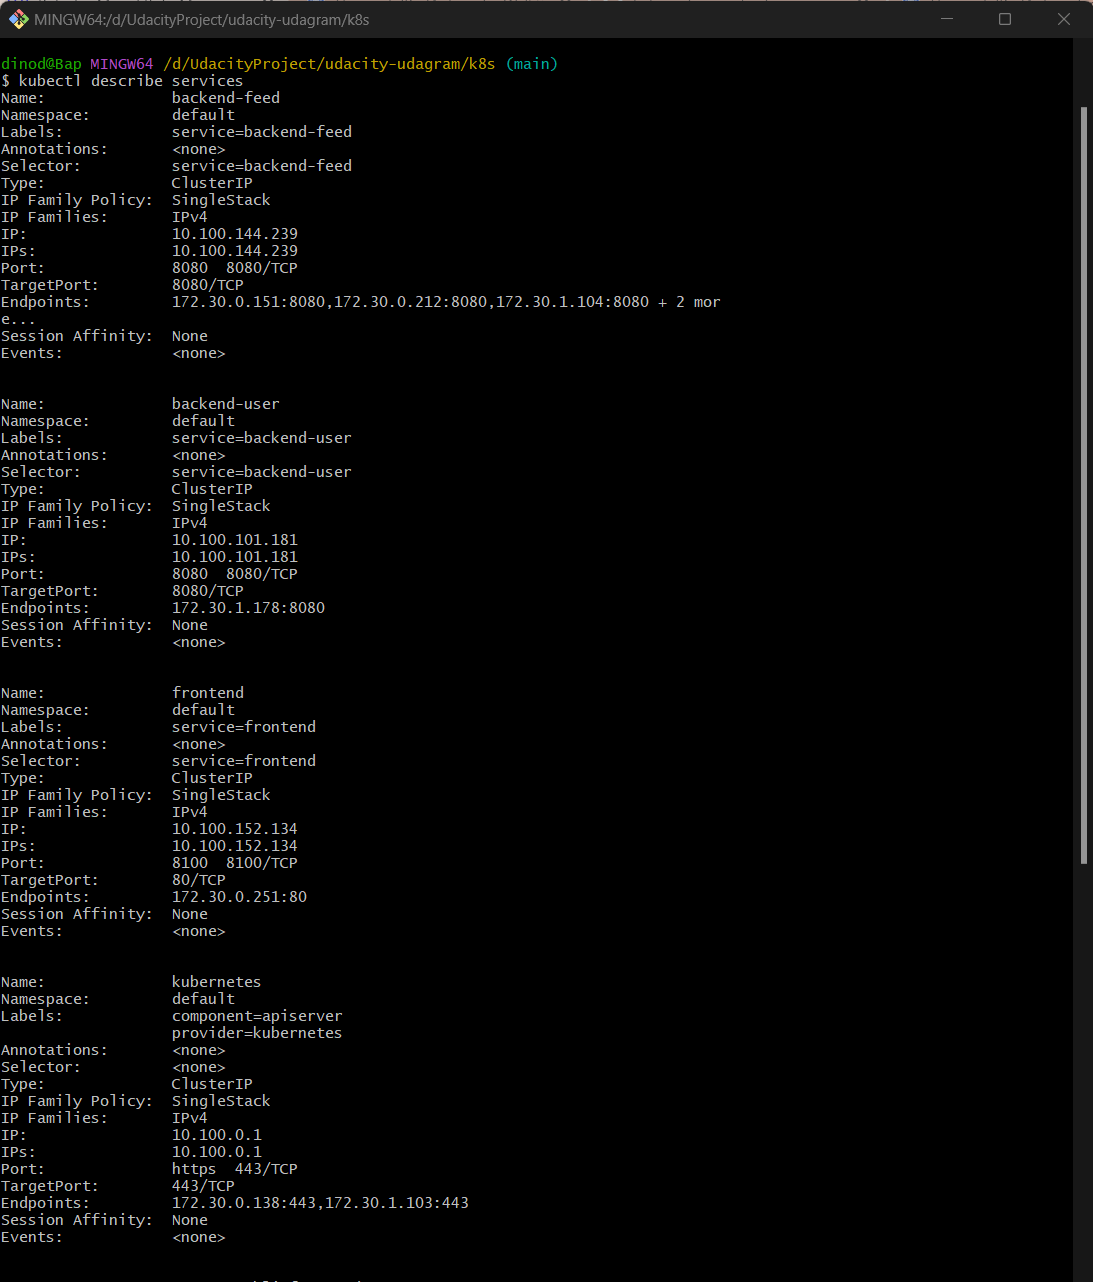 MINGW64:/d/UdacityProject/udacity-udagram/k8s
dinod@Bap MINGW64 /d/UdacityProject/udacity-udagram/k8s (main)
$ kubectl describe services
Name:              backend-feed
Namespace:         default
Labels:            service=backend-feed
Annotations:       <none>
Selector:          service=backend-feed
Type:              ClusterIP
IP Family Policy:  SingleStack
IP Families:       IPv4
IP:                10.100.144.239
IPs:               10.100.144.239
Port:              8080  8080/TCP
TargetPort:        8080/TCP
Endpoints:         172.30.0.151:8080,172.30.0.212:8080,172.30.1.104:8080 + 2 mor
e...
Session Affinity:  None
Events:            <none>
Name:              backend-user
Namespace:         default
Labels:            service=backend-user
Annotations:       <none>
Selector:          service=backend-user
Type:              ClusterIP
IP Family Policy:  SingleStack
IP Families:       IPv4
IP:                10.100.101.181
IPs:               10.100.101.181
Port:              8080  8080/TCP
TargetPort:        8080/TCP
Endpoints:         172.30.1.178:8080
Session Affinity:  None
Events:            <none>
Name:              frontend
Namespace:         default
Labels:            service=frontend
Annotations:       <none>
Selector:          service=frontend
Type:              ClusterIP
IP Family Policy:  SingleStack
IP Families:       IPv4
IP:                10.100.152.134
IPs:               10.100.152.134
Port:              8100  8100/TCP
TargetPort:        80/TCP
Endpoints:         172.30.0.251:80
Session Affinity:  None
Events:            <none>
Name:              kubernetes
Namespace:         default
Labels:            component=apiserver
                   provider=kubernetes
Annotations:       <none>
Selector:          <none>
Type:              ClusterIP
IP Family Policy:  SingleStack
IP Families:       IPv4
IP:                10.100.0.1
IPs:               10.100.0.1
Port:              https  443/TCP
TargetPort:        443/TCP
Endpoints:         172.30.0.138:443,172.30.1.103:443
Session Affinity:  None
Events:            <none>